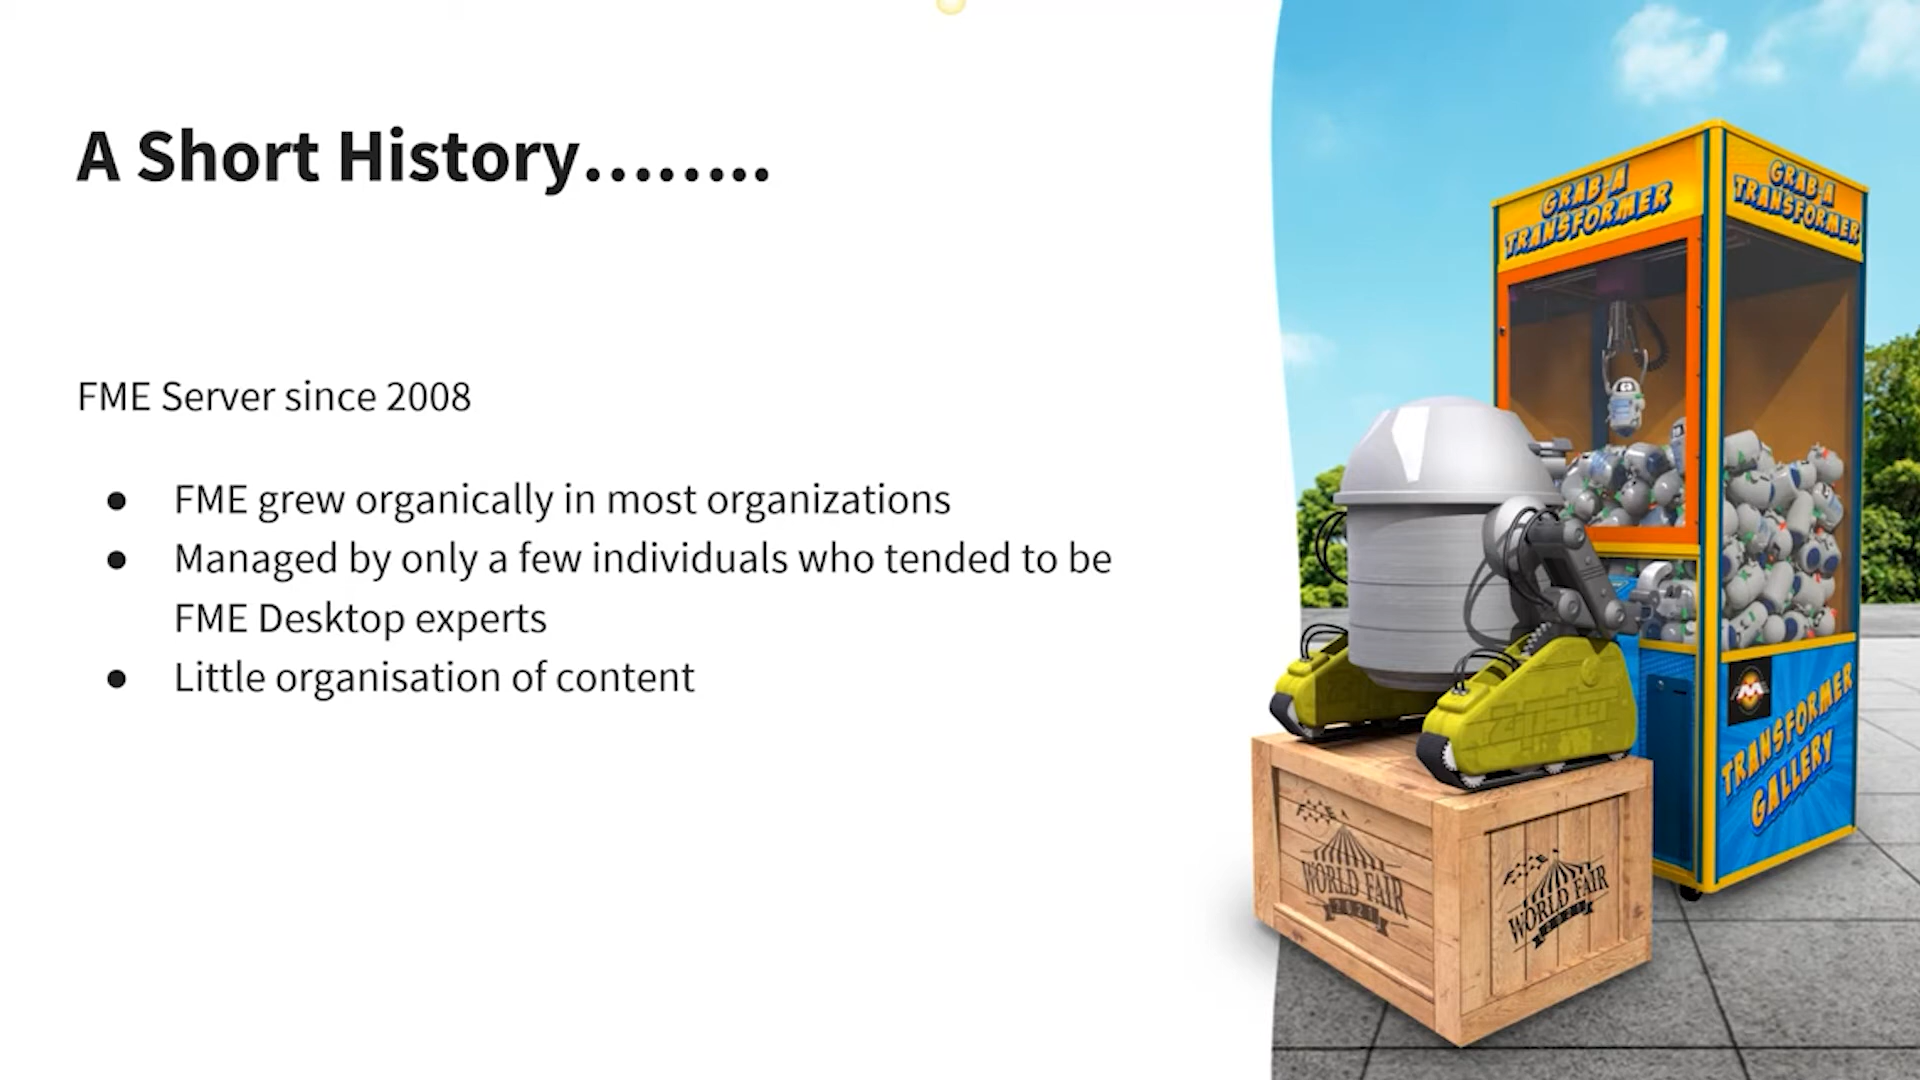 A Short History........
FME Server since 2008
● FME grew organically in most organizations
● Managed by only a few individuals who tended to be
FME Desktop experts
● Little organisation of content
GRAB-A
TRANSFORMER
GRAB-A
TRANSFORMER
TRANSFORMER
GALLERY
WORLD FAIR
2021
WORLD FAIR